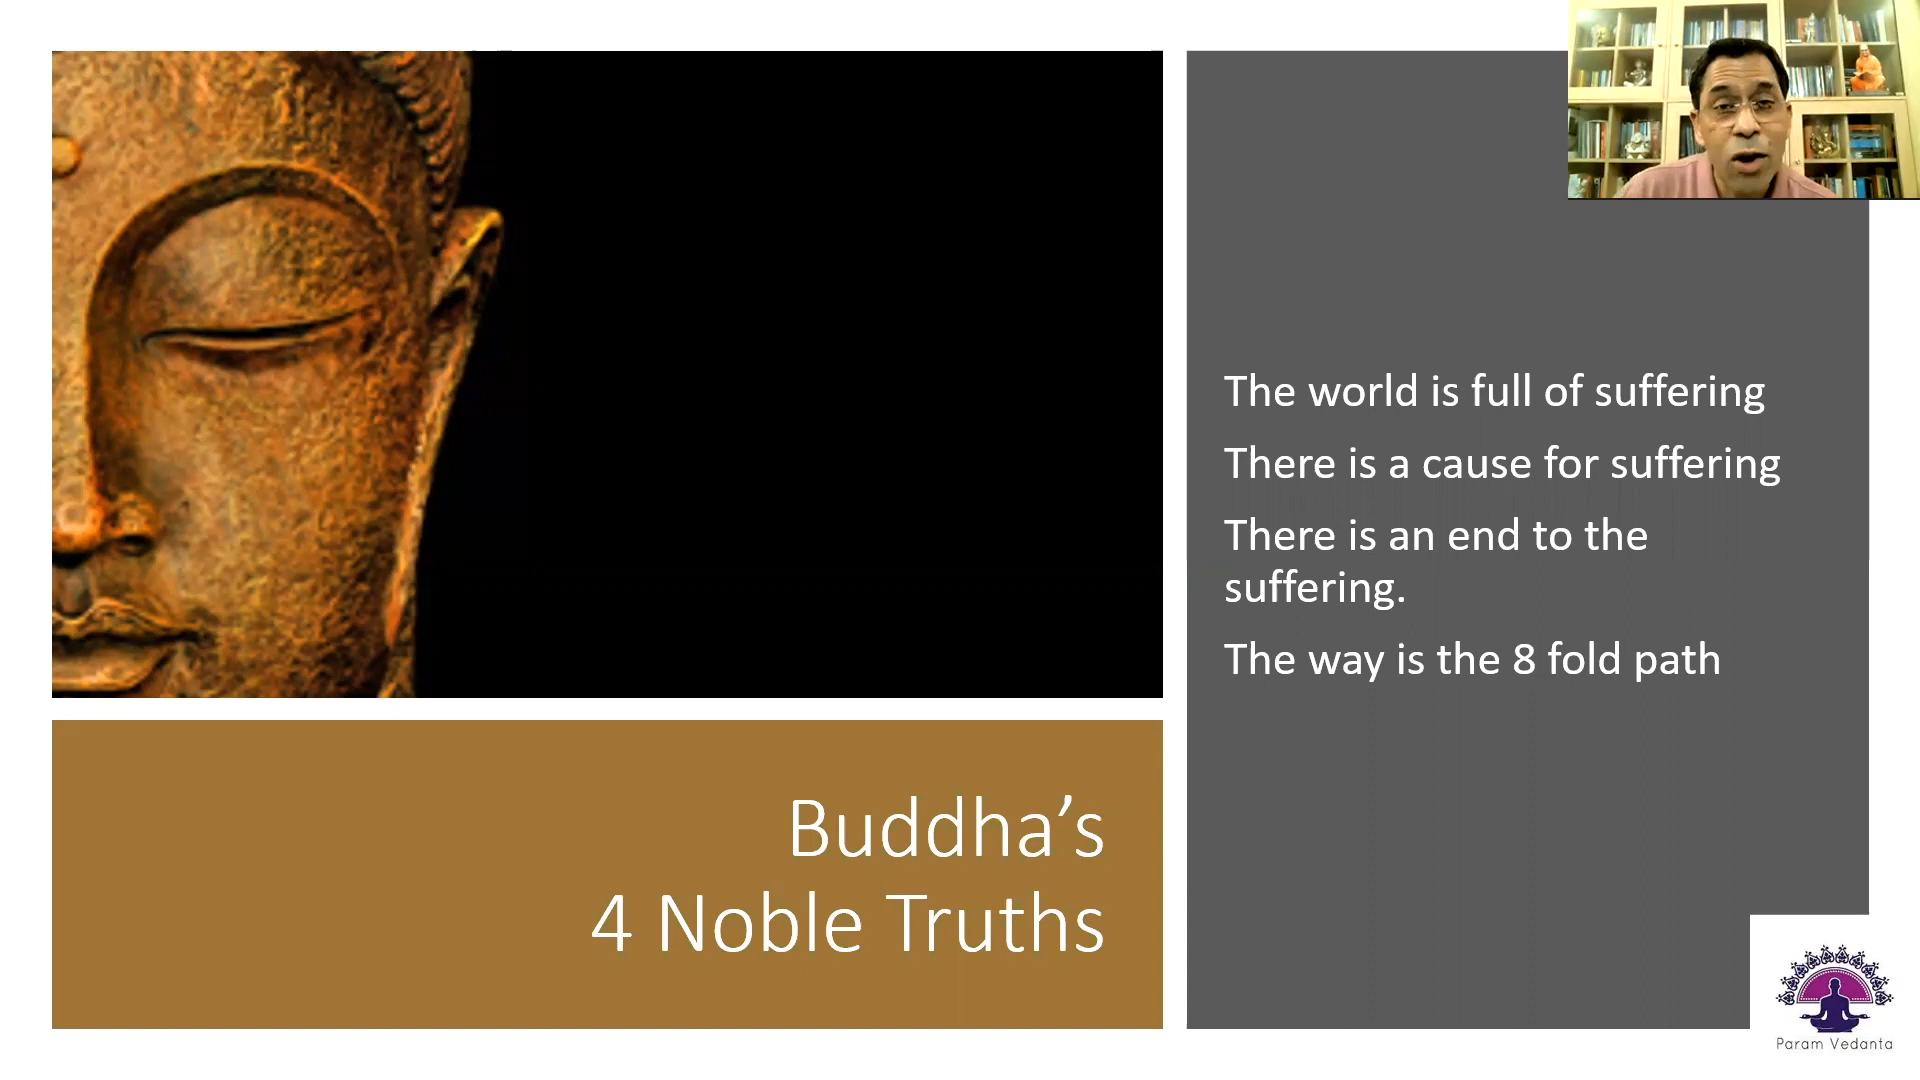 The world is full of suffering
There is a cause for suffering
There is an end to the
suffering.
The way is the 8 fold path
Buddha’s
4 Noble Truths
Param Vedanta